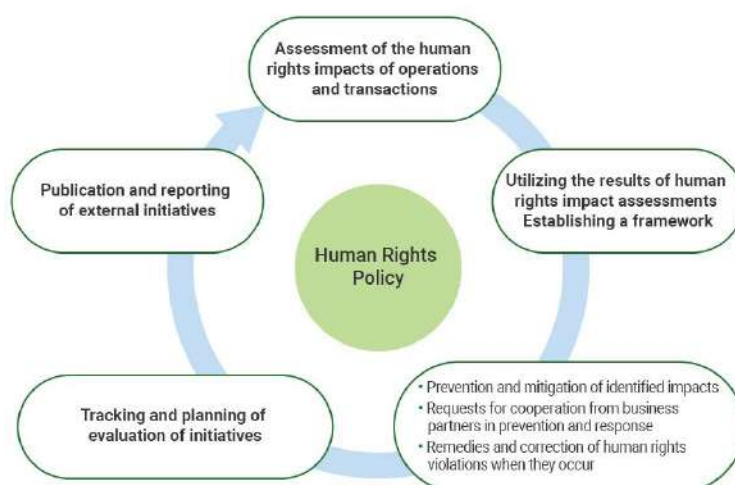 Assessment of the human
rights impacts of operations
and transactions
Utilizing the results of human
rights impact assessments
Establishing a framework
• Prevention and mitigation of identified impacts
• Requests for cooperation from business
partners in prevention and response
• Remedies and correction of human rights
violations when they occur
Tracking and planning of
evaluation of initiatives
Publication and reporting
of external initiatives
Human Rights
Policy